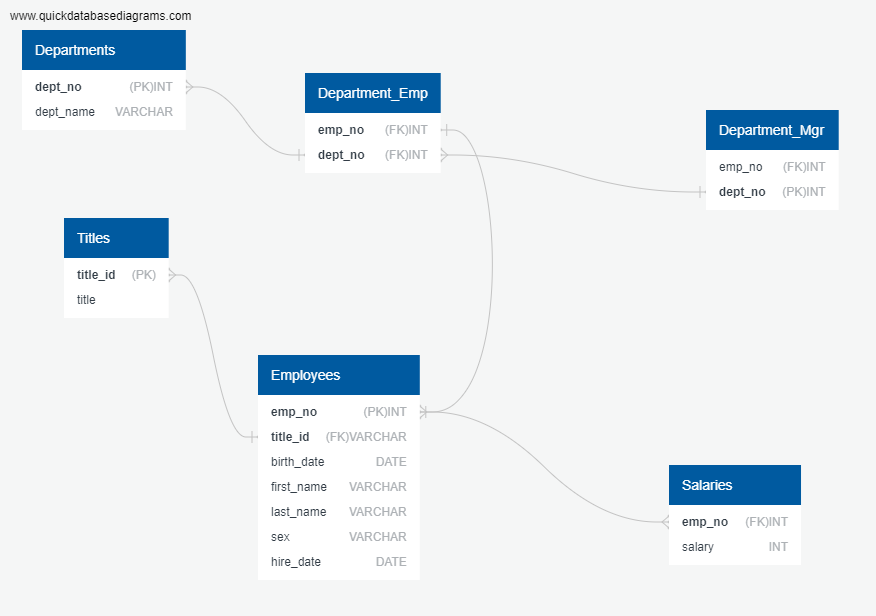 www.quickdatabasediagrams.com
Departments
dept_no (PK)INT
dept_name VARCHAR
Department_Emp
emp_no (FK)INT
dept_no (FK)INT
Department_Mgr
emp_no (FK)INT
dept_no (PK)INT
Titles
title_id (PK)
title
Employees
emp_no (PK)INT
title_id (FK)VARCHAR
birth_date DATE
first_name VARCHAR
last_name VARCHAR
sex VARCHAR
hire_date DATE
Salaries
emp_no (FK)INT
salary INT